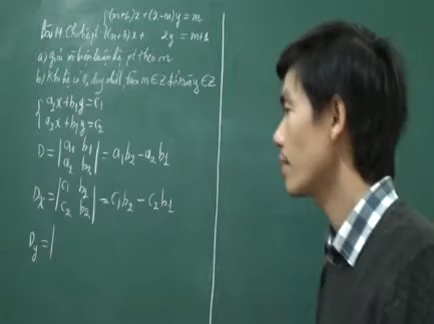 {(m+2)x + (2-m)y = m
Bài 14. Cho hệ pt {(m+3)x + 2y = m+1
a) giải và biện luận hệ pt theo m
b) Khi hệ có n0 duy nhất, tìm m ∈ Z để x ∈ Z, y ∈ Z
{a1x + b1y = C1
a2x + b2y = C2
D = |a1 b1
a2 b2| = a1b2 - a2b1
Dx = |C1 b1
C2 b2| = C1b2 - C2b1
Dy = |